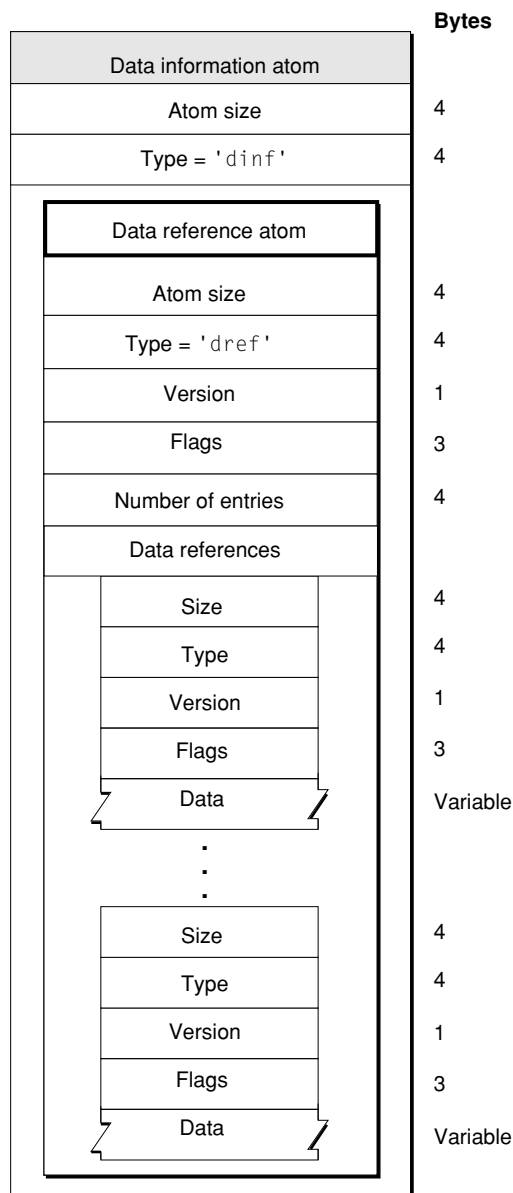 Bytes
Data information atom
Atom size 4
Type = 'dinf' 4
Data reference atom
Atom size 4
Type = 'dref' 4
Version 1
Flags 3
Number of entries 4
Data references
Size 4
Type 4
Version 1
Flags 3
Data Variable
.
.
.
Size 4
Type 4
Version 1
Flags 3
Data Variable